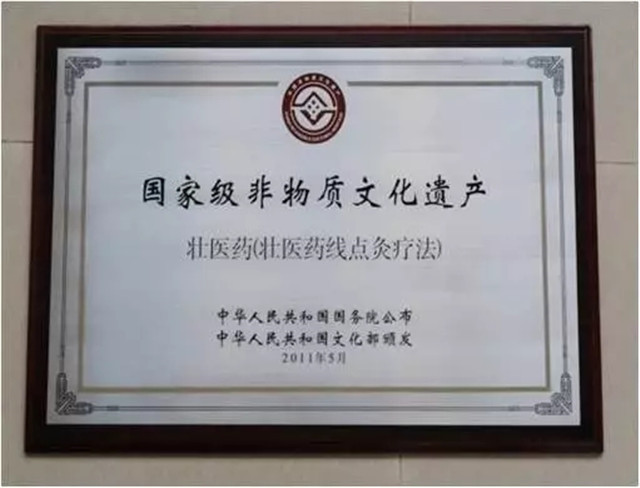 国家级非物质文化遗产
壮医药(壮医药线点灸疗法)
中华人民共和国国务院公布
中华人民共和国文化部颁发
2011年5月